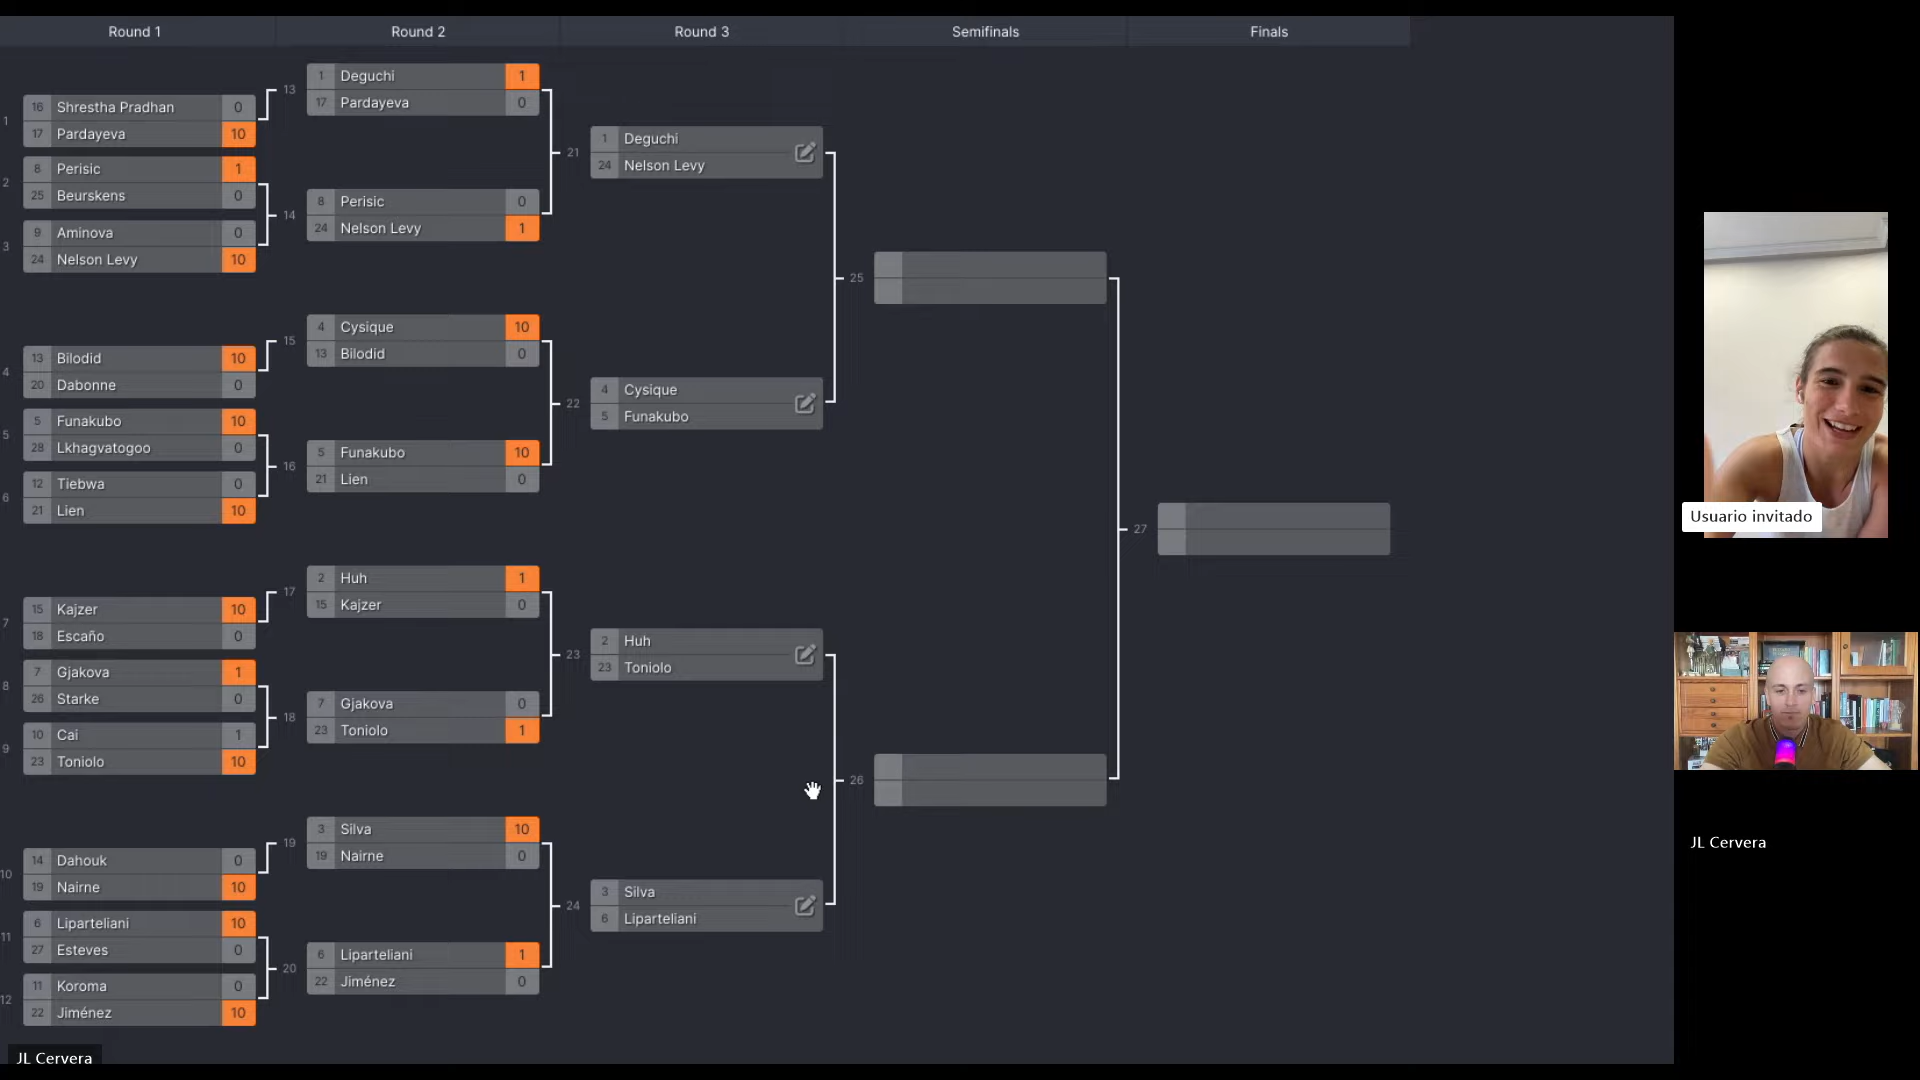 Round 1
Round 2
Round 3
Semifinals
Finals
1
16 Shrestha Pradhan 0
17 Pardayeva 10
2
8 Perisic 1
25 Beurskens 0
3
9 Aminova 0
24 Nelson Levy 10
4
13 Bilodid 10
20 Dabonne 0
5
5 Funakubo 10
28 Lkhagvatogoo 0
6
12 Tiebwa 0
21 Lien 10
7
15 Kajzer 10
18 Escaño 0
8
7 Gjakova 1
26 Starke 0
9
10 Cai 1
23 Toniolo 10
10
14 Dahouk 0
19 Nairne 10
11
6 Liparteliani 10
27 Esteves 0
12
11 Koroma 0
22 Jiménez 10
13
1 Deguchi 1
17 Pardayeva 0
14
8 Perisic 0
24 Nelson Levy 1
15
4 Cysique 10
13 Bilodid 0
16
5 Funakubo 10
21 Lien 0
17
2 Huh 1
15 Kajzer 0
18
7 Gjakova 0
23 Toniolo 1
19
3 Silva 10
19 Nairne 0
20
6 Liparteliani 1
22 Jiménez 0
21
1 Deguchi
24 Nelson Levy
22
4 Cysique
5 Funakubo
23
2 Huh
23 Toniolo
24
3 Silva
6 Liparteliani
25
26
27
Usuario invitado
JL Cervera
JL Cervera